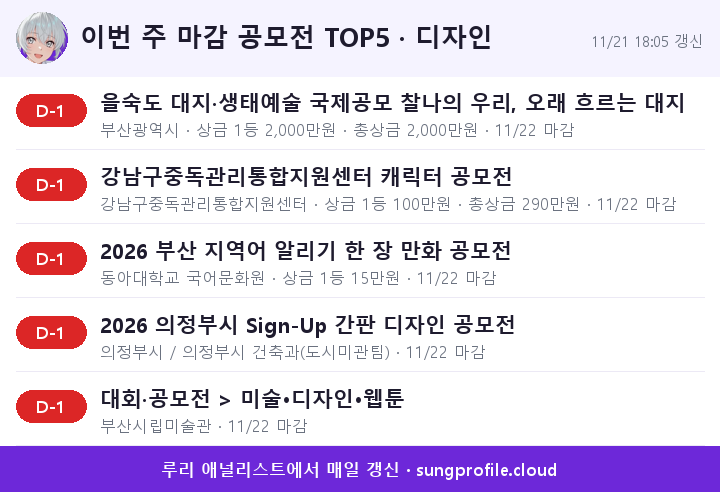 이번 주 마감 공모전 TOP5 · 디자인
11/21 18:05 갱신
D-1
을숙도 대지·생태예술 국제공모 찰나의 우리, 오래 흐르는 대지
부산광역시 · 상금 1등 2,000만원 · 총상금 2,000만원 · 11/22 마감
D-1
강남구중독관리통합지원센터 캐릭터 공모전
강남구중독관리통합지원센터 · 상금 1등 100만원 · 총상금 290만원 · 11/22 마감
D-1
2026 부산 지역어 알리기 한 장 만화 공모전
동아대학교 국어문화원 · 상금 1등 15만원 · 11/22 마감
D-1
2026 의정부시 Sign-Up 간판 디자인 공모전
의정부시 / 의정부시 건축과(도시미관팀) · 11/22 마감
D-1
대회·공모전 > 미술•디자인•웹툰
부산시립미술관 · 11/22 마감
루리 애널리스트에서 매일 갱신 · sungprofile.cloud